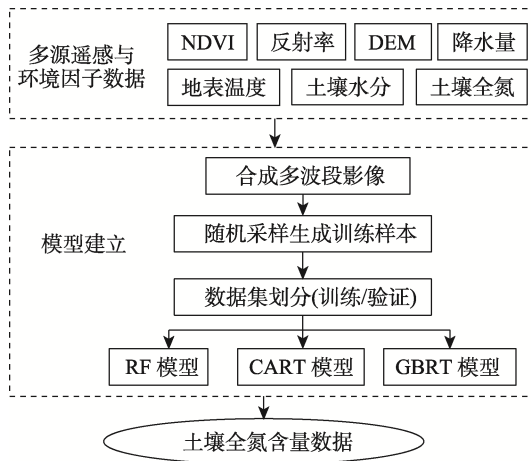 多源遥感与
环境因子数据
NDVI 反射率 DEM 降水量
地表温度 土壤水分 土壤全氮
模型建立
合成多波段影像
随机采样生成训练样本
数据集划分(训练/验证)
RF 模型 CART 模型 GBRT 模型
土壤全氮含量数据